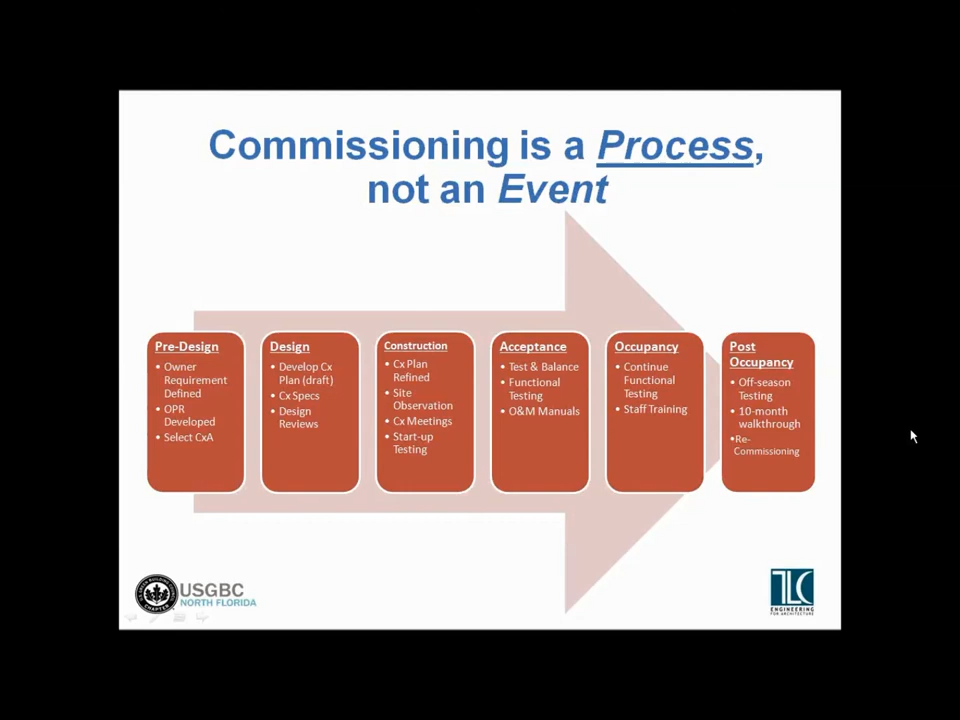 Commissioning is a Process,
not an Event
Pre-Design
• Owner
Requirement
Defined
• OPR
Developed
• Select CxA
Design
• Develop Cx
Plan (draft)
• Cx Specs
• Design
Reviews
Construction
• Cx Plan
Refined
• Site
Observation
• Cx Meetings
• Start-up
Testing
Acceptance
• Test & Balance
• Functional
Testing
• O&M Manuals
Occupancy
• Continue
Functional
Testing
• Staff Training
Post
Occupancy
• Off-season
Testing
• 10-month
walkthrough
•Re-
Commissioning
USGBC
NORTH FLORIDA
CHAPTER
TLC
ENGINEERING
FOR ARCHITECTURE